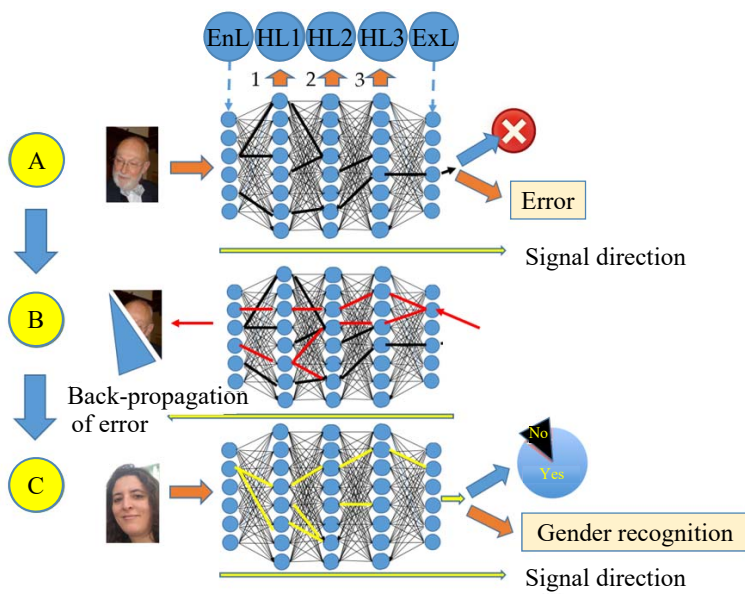 EnL HL1 HL2 HL3 ExL
1 2 3
A
Error
Signal direction
B
Back-propagation
of error
No
Yes
C
Gender recognition
Signal direction